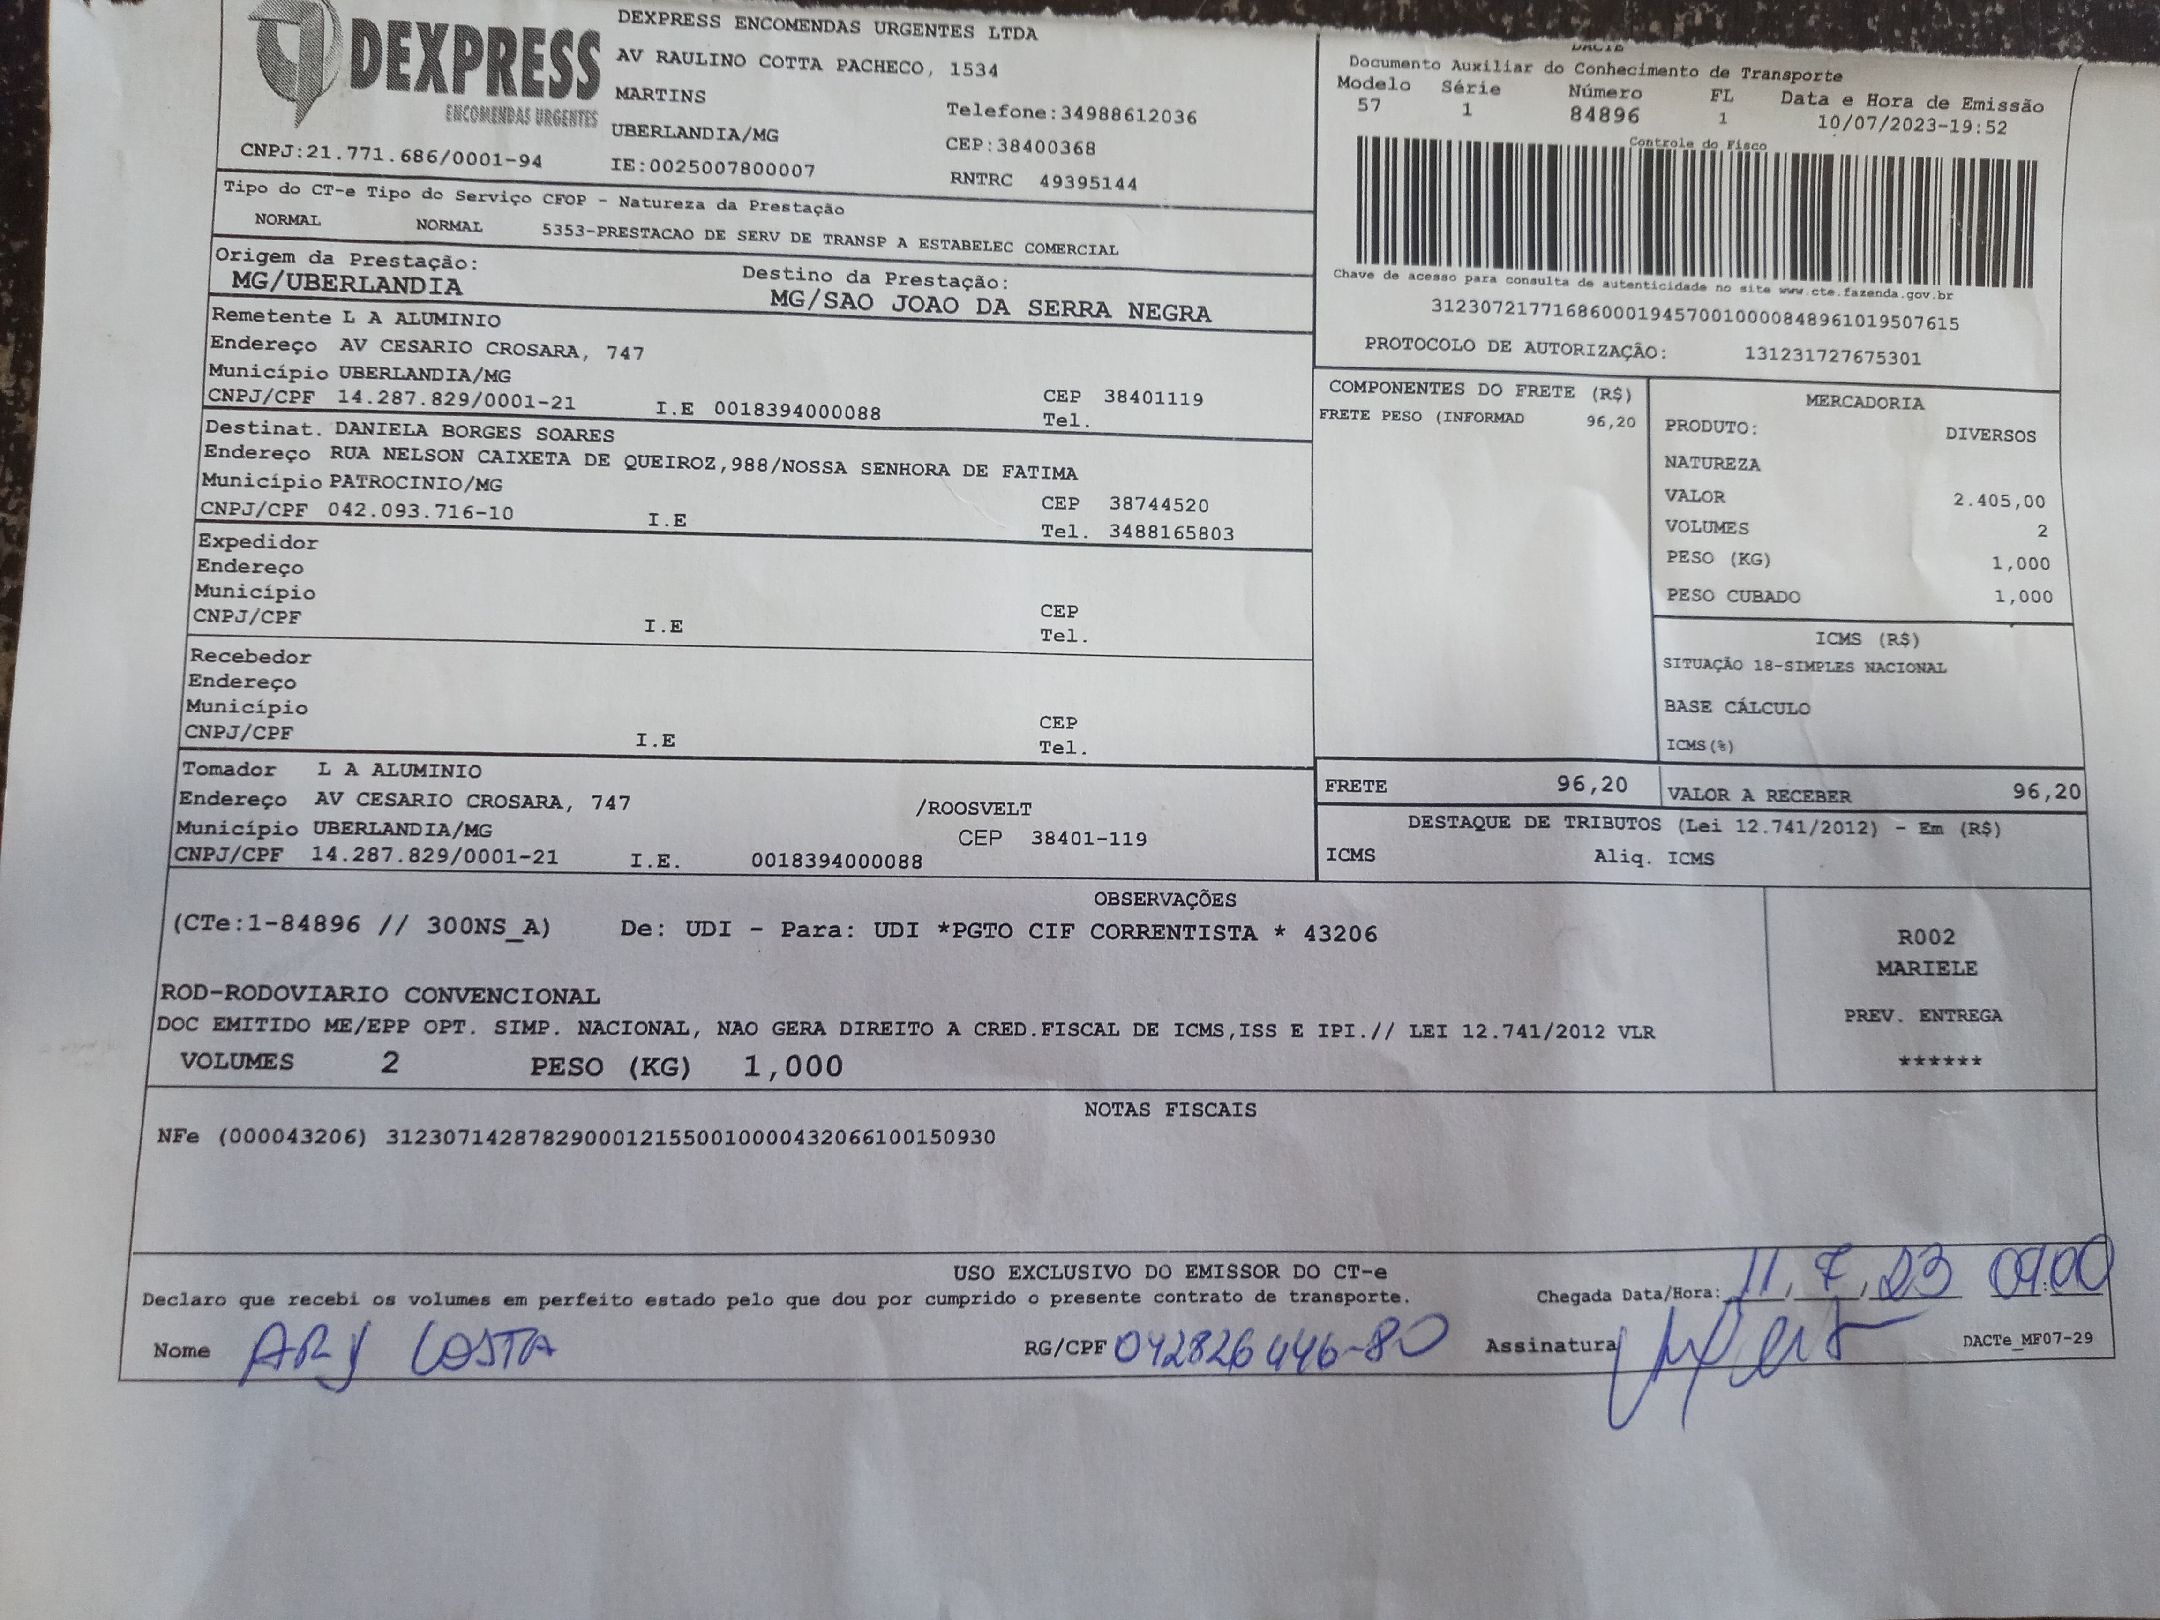 DEXPRESS
ENCOMENDAS URGENTES
CNPJ:21.771.686/0001-94
DEXPRESS ENCOMENDAS URGENTES LTDA
AV RAULINO COTTA PACHECO, 1534
MARTINS
Telefone:34988612036
UBERLANDIA/MG
CEP:38400368
IE:0025007800007
RNTRC 49395144
DACTE
Documento Auxiliar do Conhecimento de Transporte
Modelo Série Número FL Data e Hora de Emissão
57 1 84896 1 10/07/2023-19:52
Controle do Fisco
Chave de acesso para consulta de autenticidade no site www.cte.fazenda.gov.br
31230721771686000194570010000848961019507615
PROTOCOLO DE AUTORIZAÇÃO: 131231727675301
Tipo do CT-e Tipo do Serviço CFOP - Natureza da Prestação
NORMAL NORMAL 5353-PRESTACAO DE SERV DE TRANSP A ESTABELEC COMERCIAL
Origem da Prestação: Destino da Prestação:
MG/UBERLANDIA MG/SAO JOAO DA SERRA NEGRA
Remetente L A ALUMINIO
Endereço AV CESARIO CROSARA, 747
Município UBERLANDIA/MG CEP 38401119
CNPJ/CPF 14.287.829/0001-21 I.E 0018394000088 Tel.
Destinat. DANIELA BORGES SOARES
Endereço RUA NELSON CAIXETA DE QUEIROZ,988/NOSSA SENHORA DE FATIMA
Município PATROCINIO/MG CEP 38744520
CNPJ/CPF 042.093.716-10 I.E Tel. 3488165803
Expedidor
Endereço
Município CEP
CNPJ/CPF I.E Tel.
Recebedor
Endereço
Município CEP
CNPJ/CPF I.E Tel.
Tomador L A ALUMINIO
Endereço AV CESARIO CROSARA, 747 /ROOSVELT
Município UBERLANDIA/MG CEP 38401-119
CNPJ/CPF 14.287.829/0001-21 I.E. 0018394000088
COMPONENTES DO FRETE (R$)
FRETE PESO (INFORMAD 96,20
MERCADORIA
PRODUTO: DIVERSOS
NATUREZA
VALOR 2.405,00
VOLUMES 2
PESO (KG) 1,000
PESO CUBADO 1,000
ICMS (R$)
SITUAÇÃO 18-SIMPLES NACIONAL
BASE CÁLCULO
ICMS(%)
FRETE 96,20 VALOR A RECEBER 96,20
DESTAQUE DE TRIBUTOS (Lei 12.741/2012) - Em (R$)
ICMS Aliq. ICMS
OBSERVAÇÕES
(CTe:1-84896 // 300NS_A) De: UDI - Para: UDI *PGTO CIF CORRENTISTA * 43206
ROD-RODOVIARIO CONVENCIONAL
DOC EMITIDO ME/EPP OPT. SIMP. NACIONAL, NAO GERA DIREITO A CRED.FISCAL DE ICMS,ISS E IPI.// LEI 12.741/2012 VLR
VOLUMES 2 PESO (KG) 1,000
R002
MARIELE
PREV. ENTREGA
******
NOTAS FISCAIS
NFe (000043206) 31230714287829000121550010000432066100150930
USO EXCLUSIVO DO EMISSOR DO CT-e
Declaro que recebi os volumes em perfeito estado pelo que dou por cumprido o presente contrato de transporte.
Chegada Data/Hora: 11, 7, 23 09:00
Nome ARY COSTA RG/CPF 042826446-80 Assinatura
DACTe_MF07-29